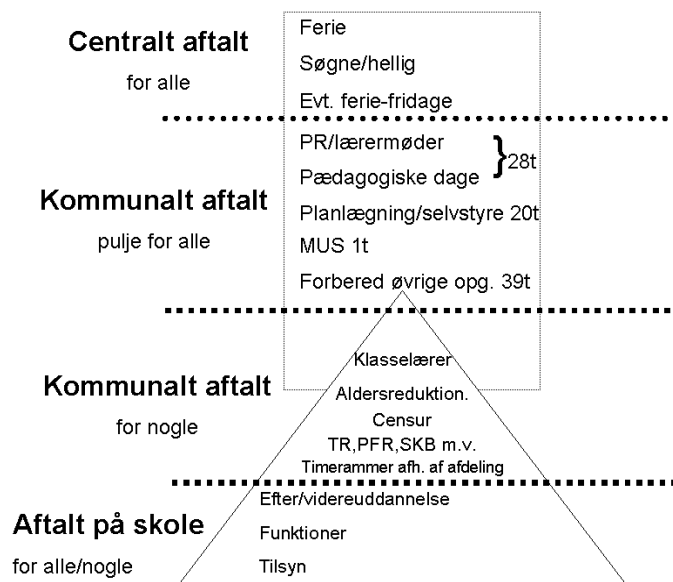 Centralt aftalt
for alle
Ferie
Søgne/hellig
Evt. ferie-fridage
Kommunalt aftalt
pulje for alle
PR/lærermøder
Pædagogiske dage
}28t
Planlægning/selvstyre 20t
MUS 1t
Forbered øvrige opg. 39t
Kommunalt aftalt
for nogle
Klasselærer
Aldersreduktion.
Censur
TR,PFR,SKB m.v.
Timerammer afh. af afdeling
Aftalt på skole
for alle/nogle
Efter/videreuddannelse
Funktioner
Tilsyn